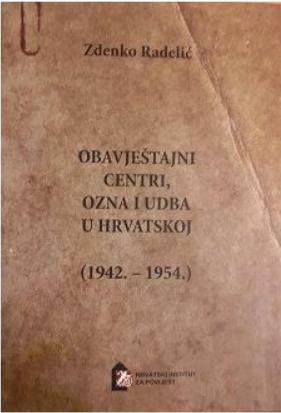 Zdenko Radelić
OBAVJEŠTAJNI
CENTRI,
OZNA I UDBA
U HRVATSKOJ
(1942. – 1954.)
HRVATSKI INSTITUT
ZA POVIJEST